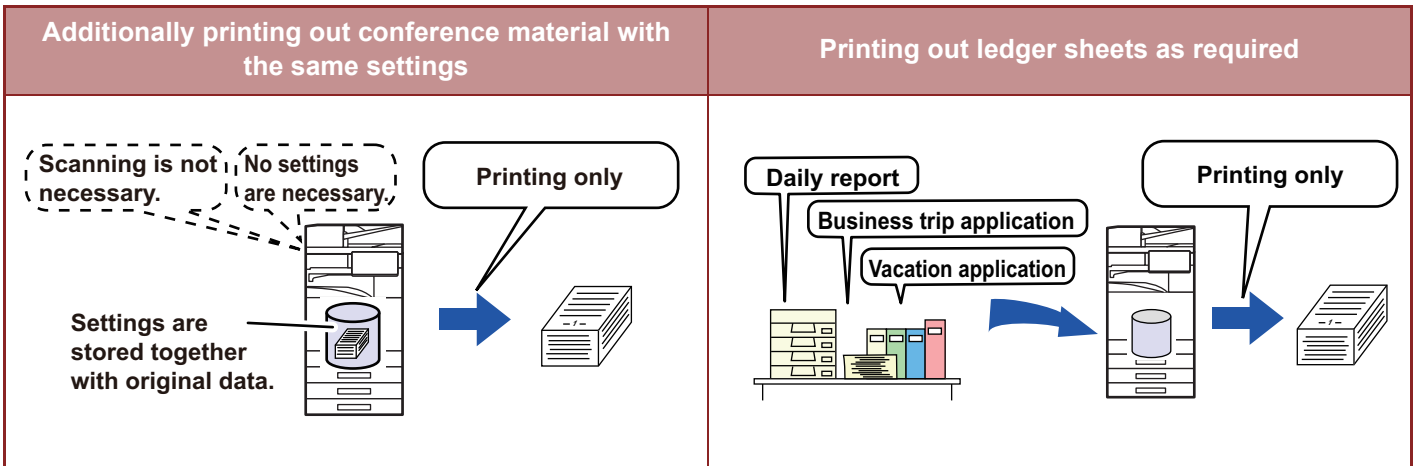 Additionally printing out conference material with
the same settings
Printing out ledger sheets as required
Scanning is not
necessary.
No settings
are necessary.
Printing only
Settings are
stored together
with original data.
-1-
Daily report
Business trip application
Vacation application
Printing only
-1-